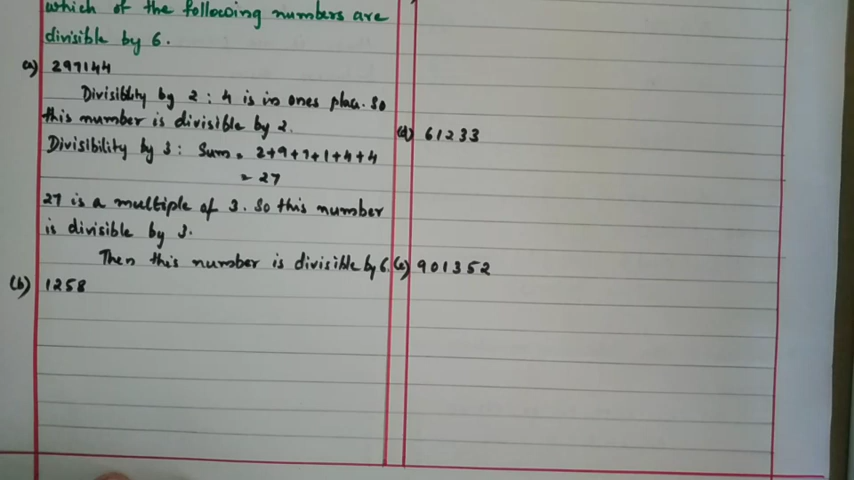 which of the following numbers are
divisible by 6.
(a) 297144
Divisiblity by 2 : 4 is in ones place. So
this number is divisible by 2.
Divisibility by 3 : Sum = 2+9+7+1+4+4
= 27
27 is a multiple of 3. So this number
is divisible by 3.
Then this number is divisible by 6.
(b) 1258
(d) 61233
(e) 901352